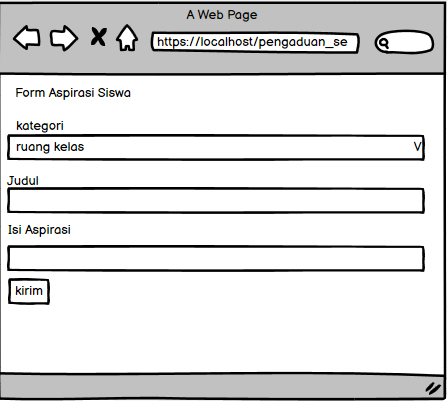 A Web Page
https://localhost/pengaduan_se
Form Aspirasi Siswa
kategori
ruang kelas V
Judul
Isi Aspirasi
kirim